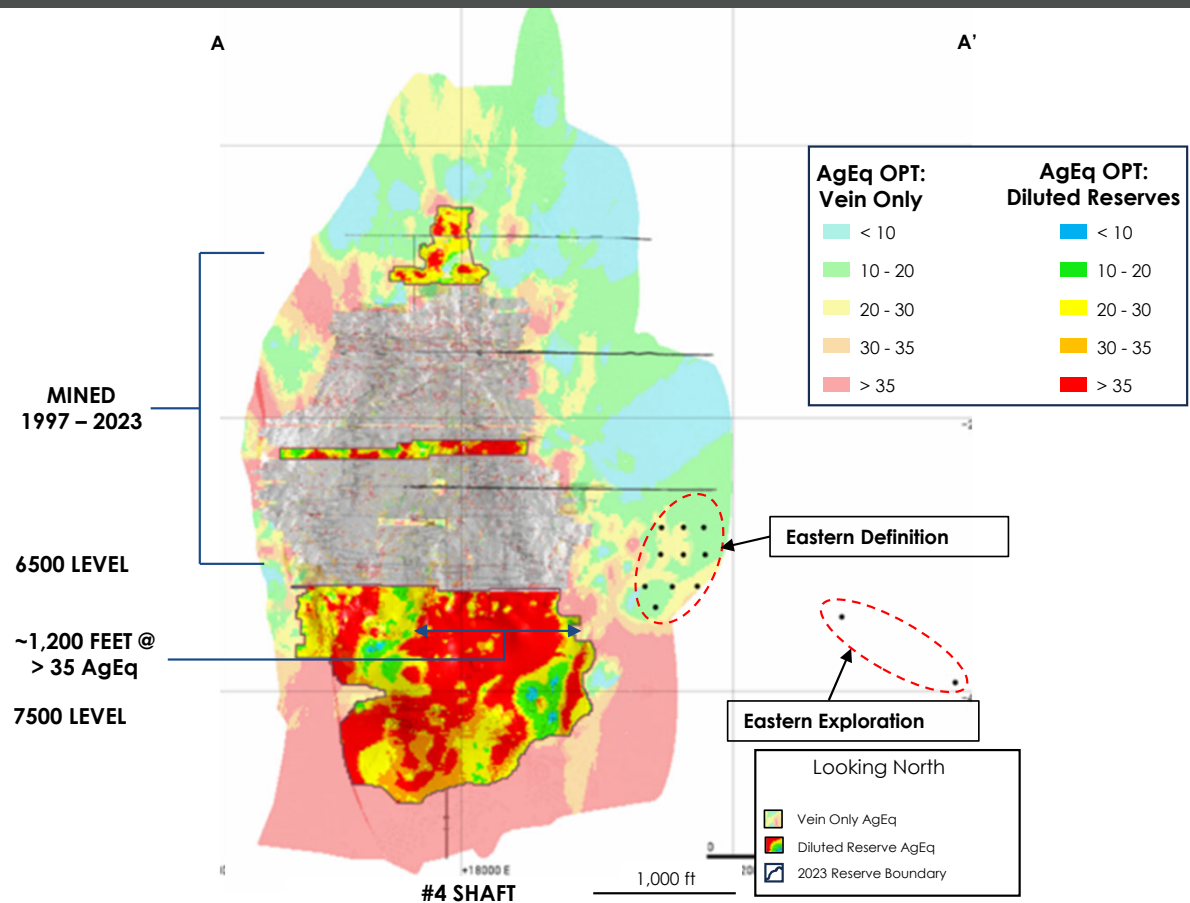 A
A’
AgEq OPT:
Vein Only
< 10
10 - 20
20 - 30
30 - 35
> 35
AgEq OPT:
Diluted Reserves
< 10
10 - 20
20 - 30
30 - 35
> 35
MINED
1997 – 2023
6500 LEVEL
~1,200 FEET @
> 35 AgEq
7500 LEVEL
Eastern Definition
Eastern Exploration
Looking North
Vein Only AgEq
Diluted Reserve AgEq
2023 Reserve Boundary
0
+18000 E
#4 SHAFT
1,000 ft